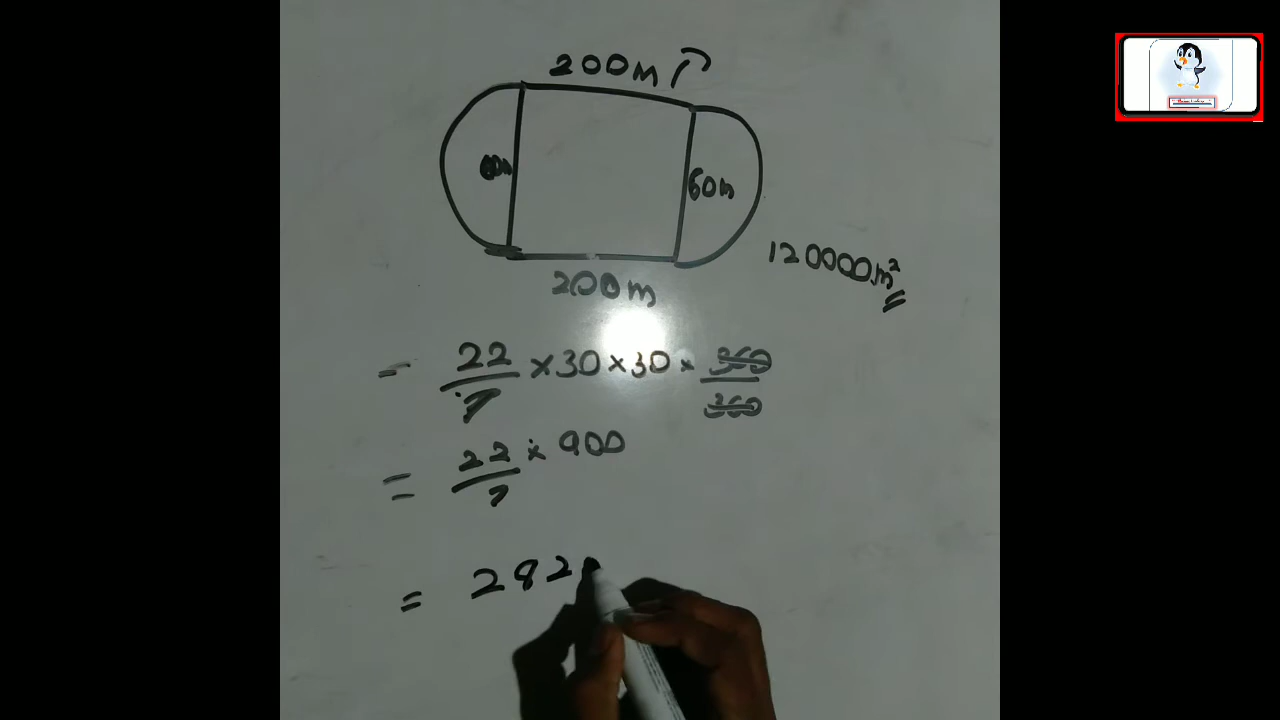 200m
60m
60m
120000m²
200m
= 22/7 × 30 × 30 × 360/360
= 22/7 × 900
= 282